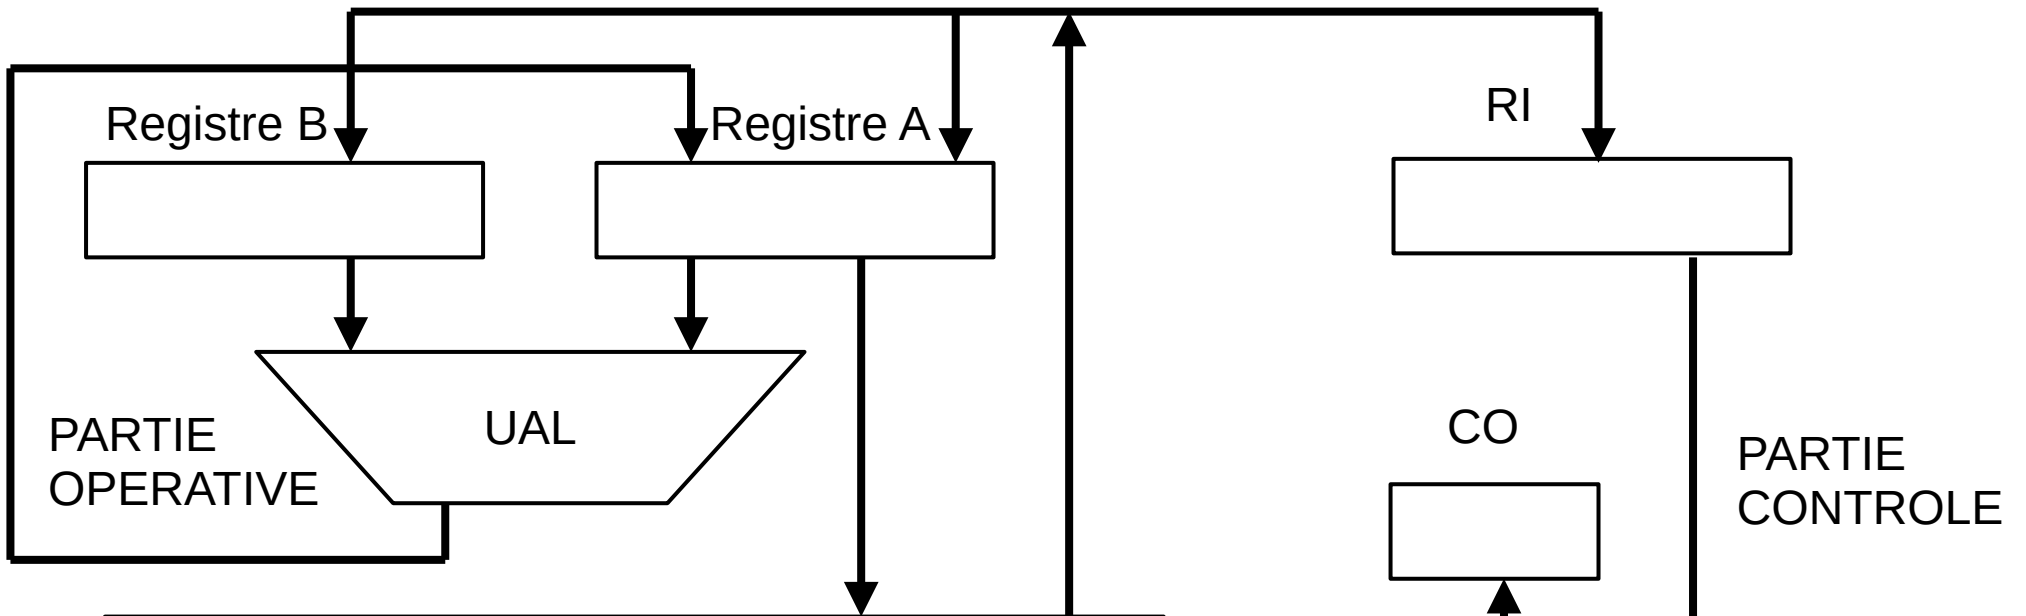 Registre B
Registre A
RI
UAL
PARTIE
OPERATIVE
CO
PARTIE
CONTROLE